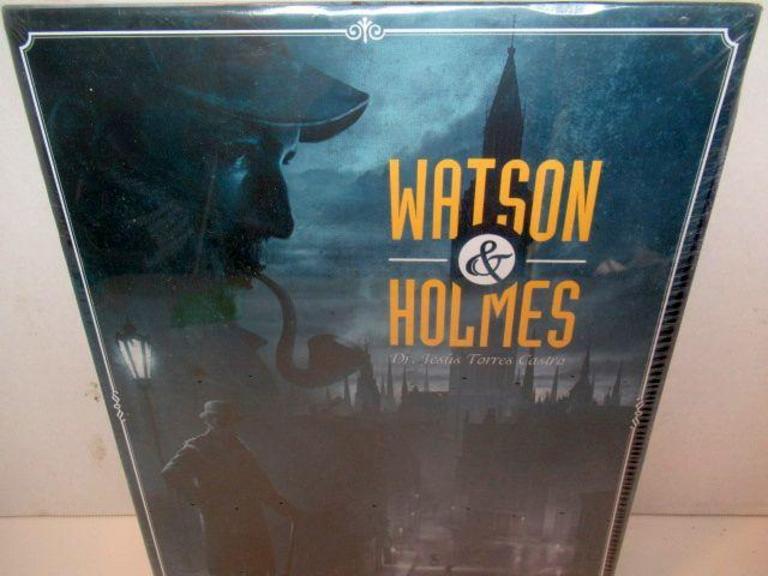 WATSON
&
HOLMES
Dr. Jesús Torres Castro